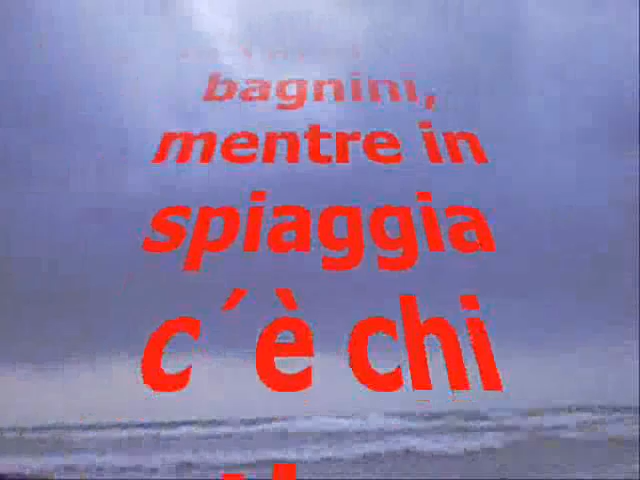 bagnini,
mentre in
spiaggia
c´è chi